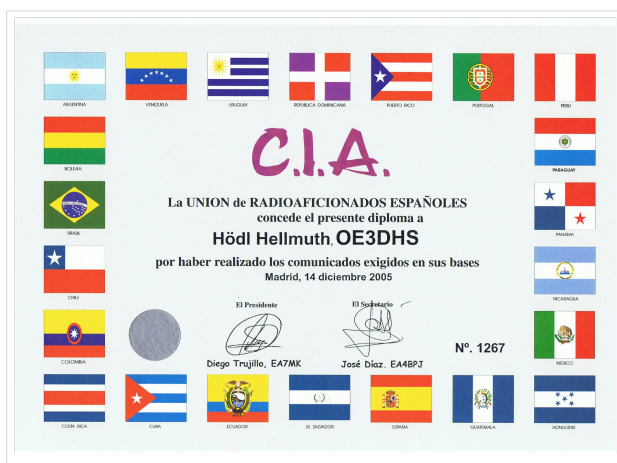 ARGENTINA
VENEZUELA
URUGUAY
REPUBLICA DOMINICANA
PUERTO RICO
PORTUGAL
PERU
BOLIVIA
PARAGUAY
C.I.A.
La UNION de RADIOAFICIONADOS ESPAÑOLES
concede el presente diploma a
BRASIL
PANAMA
Hödl Hellmuth, OE3DHS
por haber realizado los comunicados exigidos en sus bases
Madrid, 14 diciembre 2005
CHILE
NICARAGUA
El Presidente
El Secretario
Nº. 1267
Diego Trujillo, EA7MK
José Díaz. EA4BPJ
COLOMBIA
MEXICO
COSTA RICA
CUBA
ECUADOR
EL SALVADOR
ESPAÑA
GUATEMALA
HONDURAS